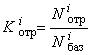 K^i_отр = N^i_отр / N^i_баз